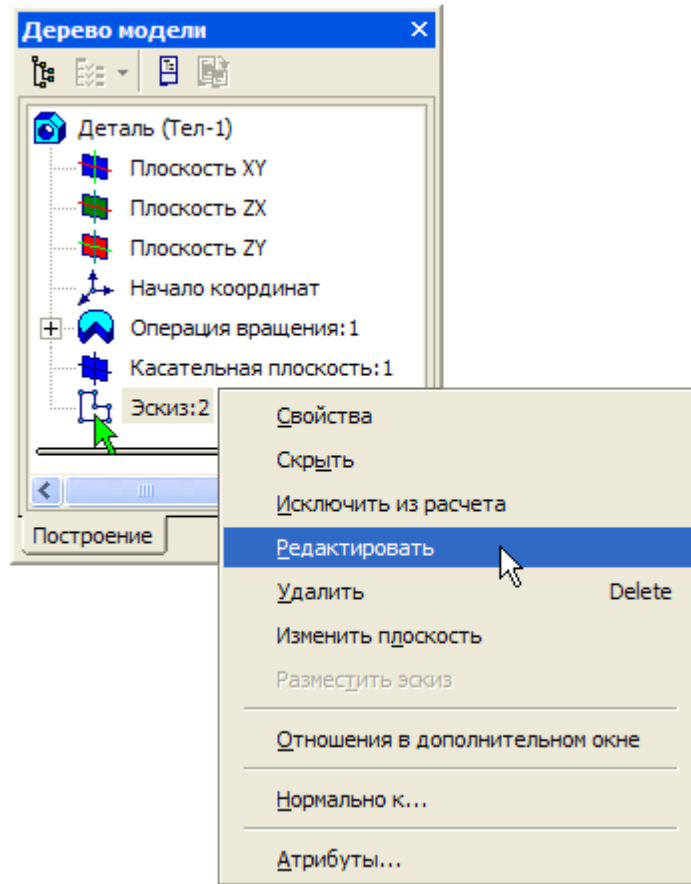 Дерево модели
Деталь (Тел-1)
Плоскость XY
Плоскость ZX
Плоскость ZY
Начало координат
Операция вращения:1
Касательная плоскость:1
Эскиз:2
Построение
Свойства
Скрыть
Исключить из расчета
Редактировать
Удалить Delete
Изменить плоскость
Разместить эскиз
Отношения в дополнительном окне
Нормально к...
Атрибуты...